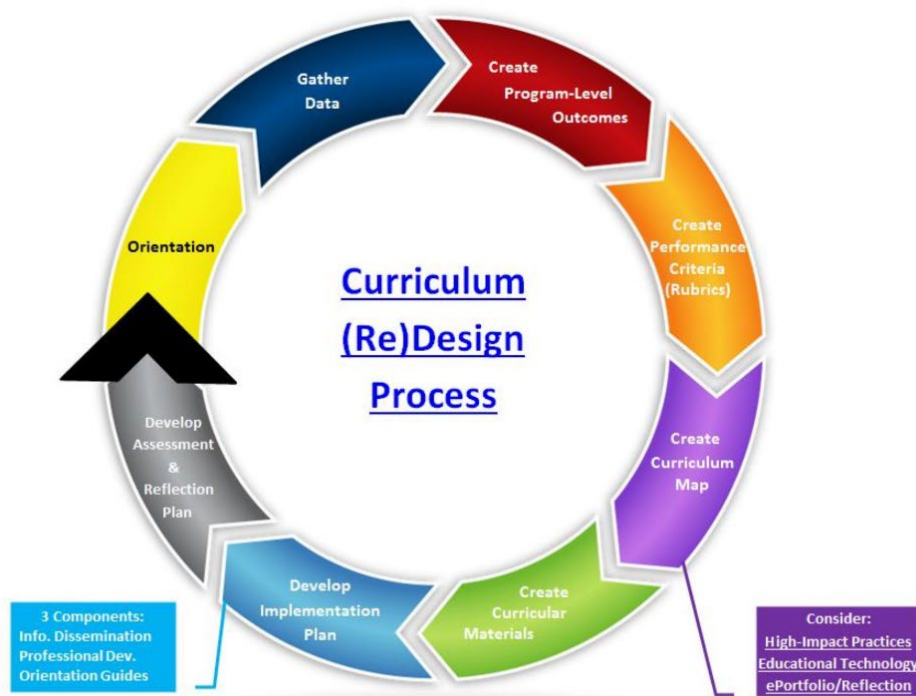 Gather
Data
Create
Program-Level
Outcomes
Create
Performance
Criteria
(Rubrics)
Create
Curriculum
Map
Create
Curricular
Materials
Develop
Implementation
Plan
Develop
Assessment
&
Reflection
Plan
Orientation
Curriculum
(Re)Design
Process
3 Components:
Info. Dissemination
Professional Dev.
Orientation Guides
Consider:
High-Impact Practices
Educational Technology
ePortfolio/Reflection